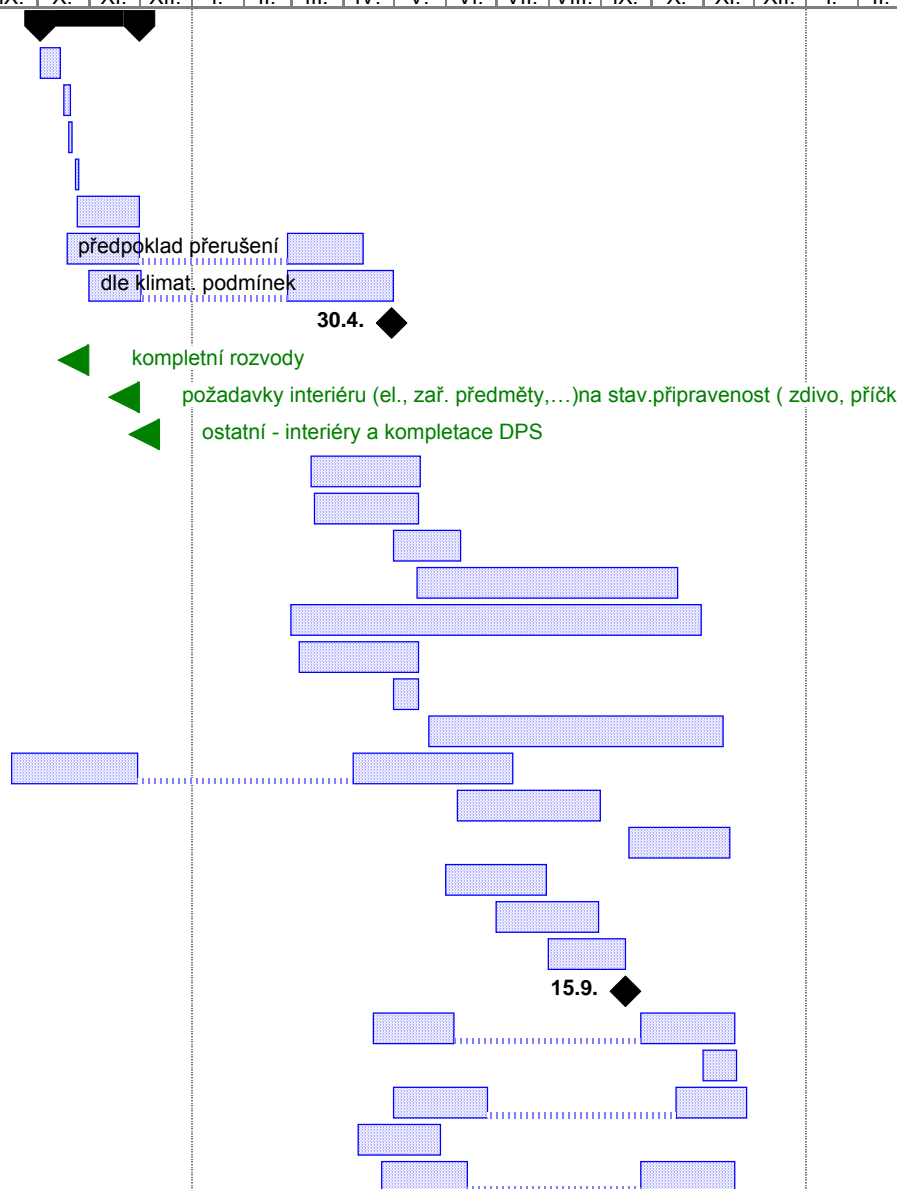 IX. X. XI. XII. I. II. III. IV. V. VI. VII. VIII. IX. X. XI. XII. I. II.
předpoklad přerušení
dle klimat. podmínek
30.4.
kompletní rozvody
požadavky interiéru (el., zař. předměty,…)na stav.připravenost ( zdivo, příčk
ostatní - interiéry a kompletace DPS
15.9.